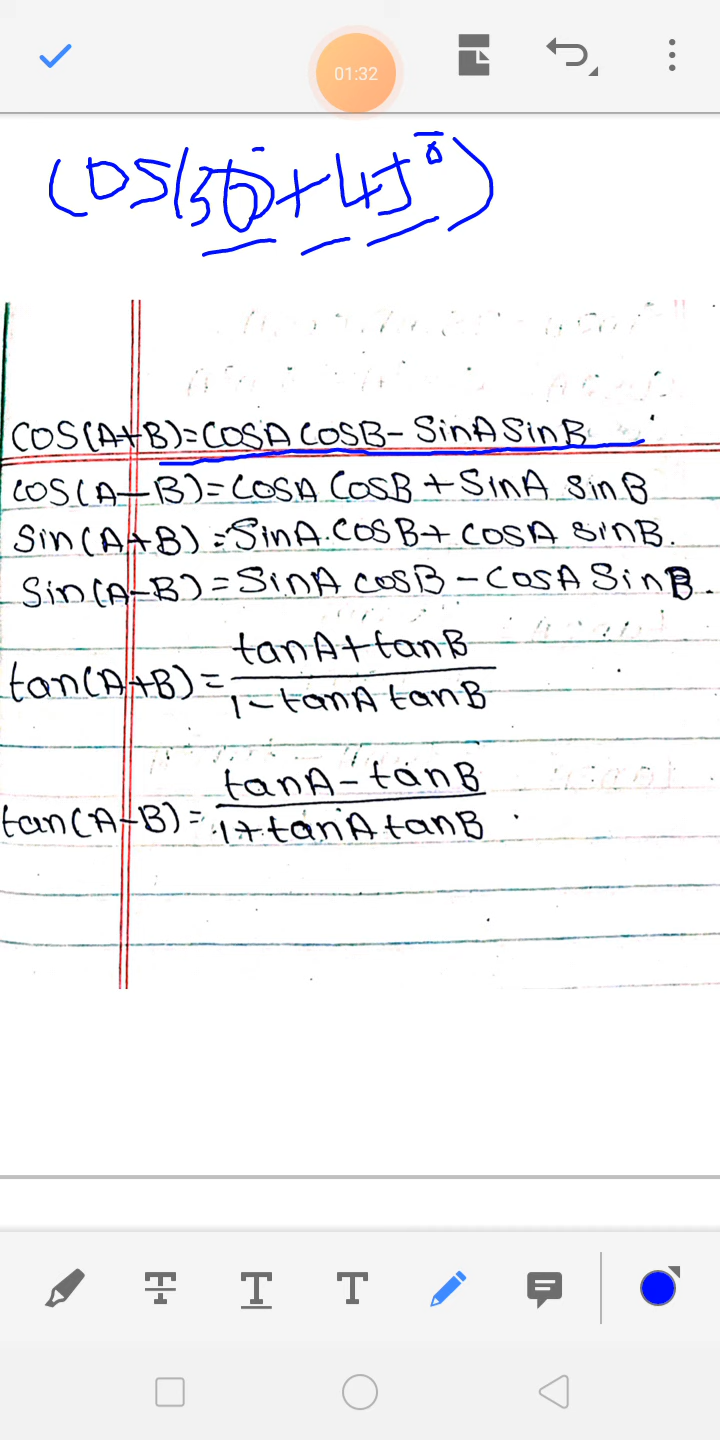 01:32
cos(30°+45°)
COS(A+B)=COSA COSB-SinA SinB
cos(A-B)=COSA COSB+SinA sinB
Sin(A+B)=SinA.COSB+COSA sinB.
Sin(A-B)=SinA cosB-COSA SinB.
tan(A+B)=tanA+tanB
1-tanA tanB
tan(A-B)=tanA-tanB
1+tanA tanB
T T T